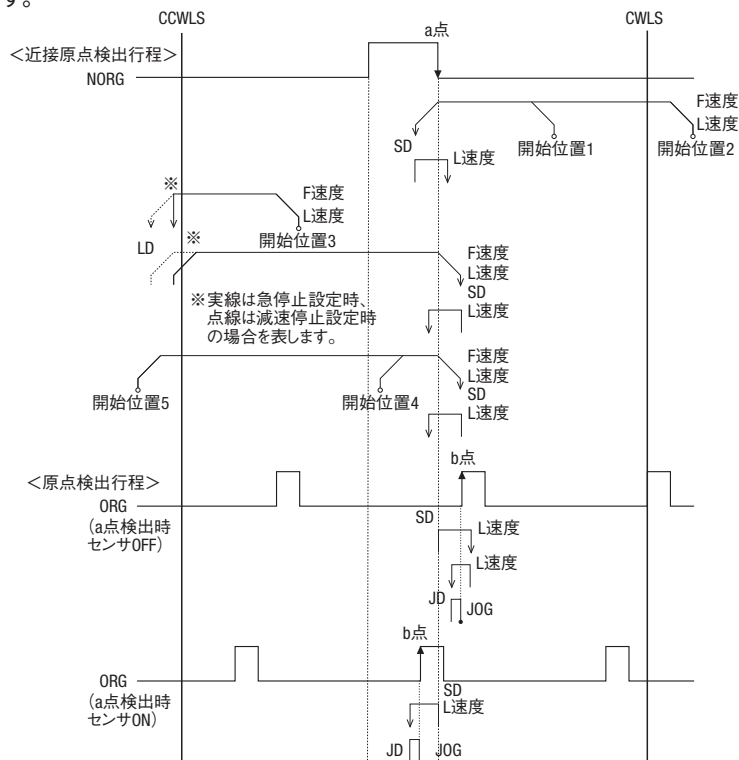 す。
CCWLS
CWLS
a点
＜近接原点検出行程＞
NORG
F速度
L速度
SD
開始位置1
開始位置2
L速度
※
F速度
L速度
LD
※
開始位置3
F速度
L速度
SD
L速度
※実線は急停止設定時、
点線は減速停止設定時
の場合を表します。
F速度
L速度
SD
L速度
開始位置5
開始位置4
b点
＜原点検出行程＞
ORG
(a点検出時
センサOFF)
SD
L速度
L速度
JD
JOG
b点
ORG
(a点検出時
センサON)
SD
L速度
JD
JOG